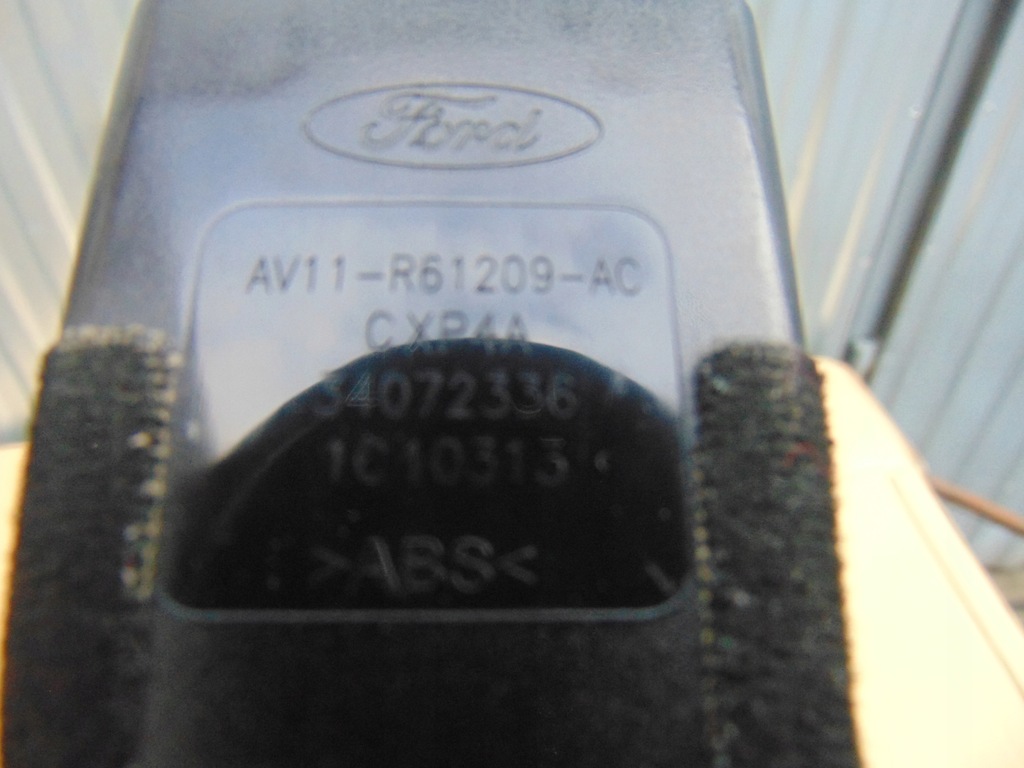 Ford
AV11-R61209-AC
CXP4A
34072336
1C10313
>ABS<